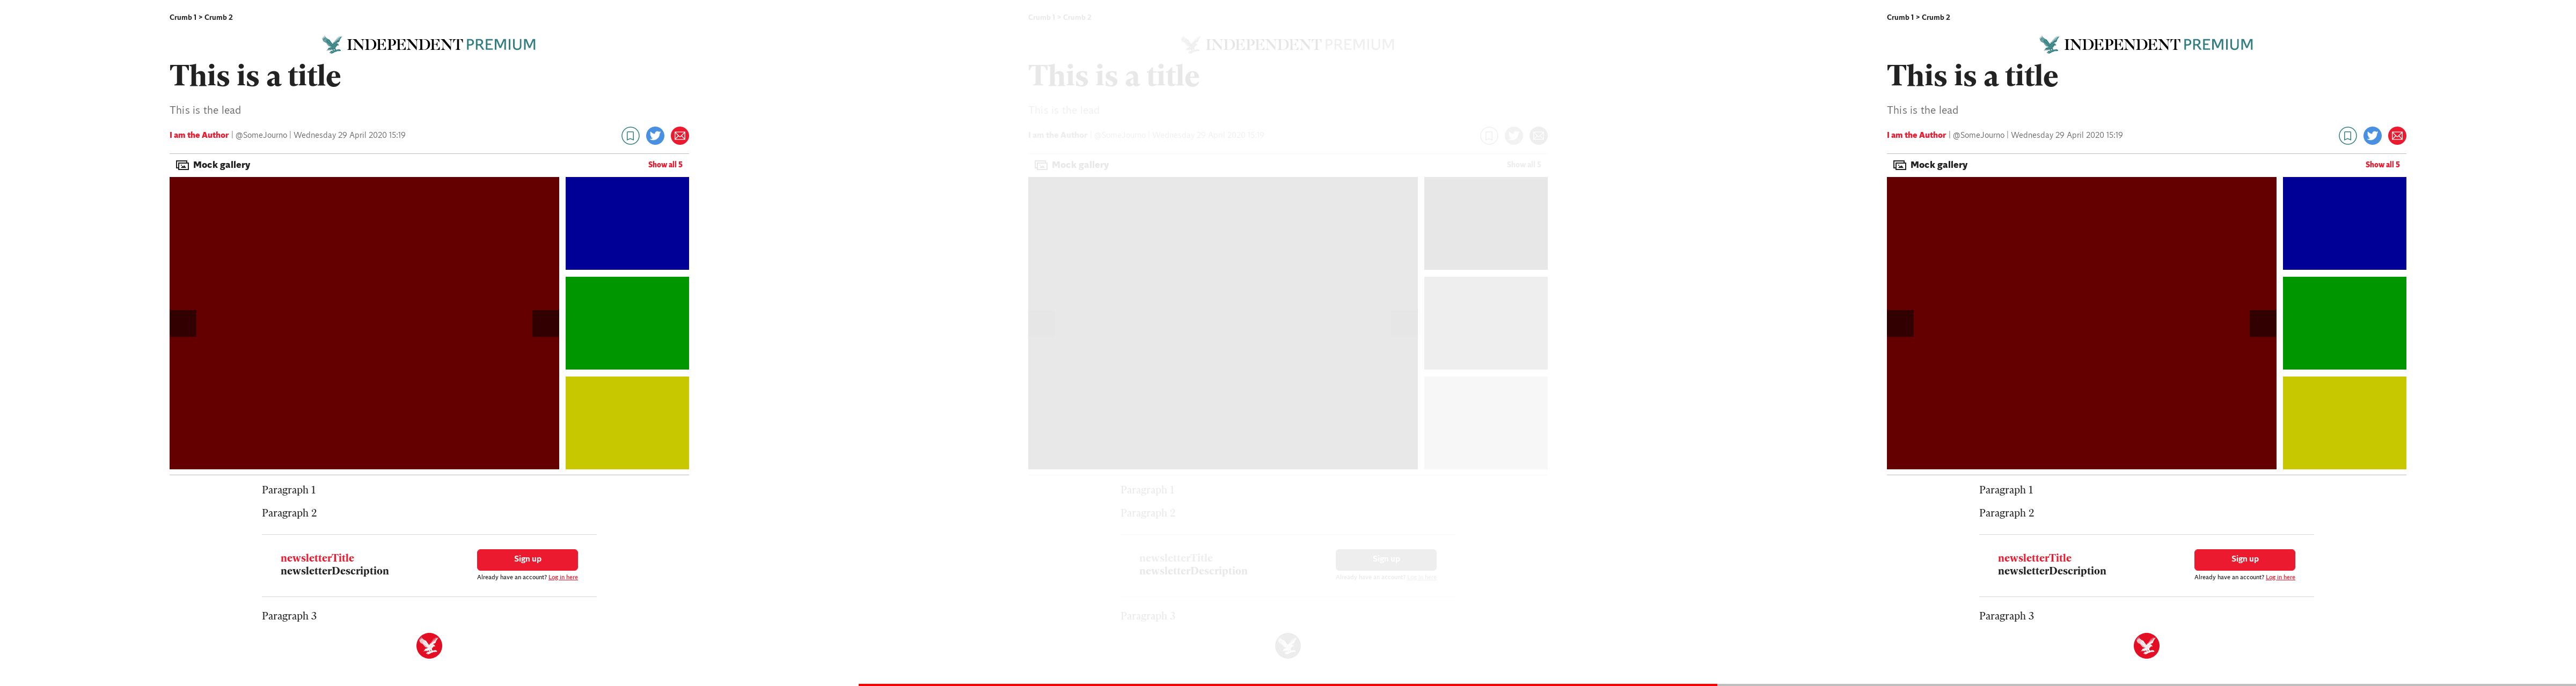 Crumb 1 > Crumb 2
INDEPENDENT PREMIUM
This is a title
This is the lead
I am the Author | @SomeJourno | Wednesday 29 April 2020 15:19
Mock gallery
Show all 5
Paragraph 1
Paragraph 2
newsletterTitle
newsletterDescription
Sign up
Already have an account? Log in here
Paragraph 3
Crumb 1 > Crumb 2
INDEPENDENT PREMIUM
This is a title
This is the lead
I am the Author | @SomeJourno | Wednesday 29 April 2020 15:19
Mock gallery
Show all 5
Paragraph 1
Paragraph 2
newsletterTitle
newsletterDescription
Sign up
Already have an account? Log in here
Paragraph 3
Crumb 1 > Crumb 2
INDEPENDENT PREMIUM
This is a title
This is the lead
I am the Author | @SomeJourno | Wednesday 29 April 2020 15:19
Mock gallery
Show all 5
Paragraph 1
Paragraph 2
newsletterTitle
newsletterDescription
Sign up
Already have an account? Log in here
Paragraph 3